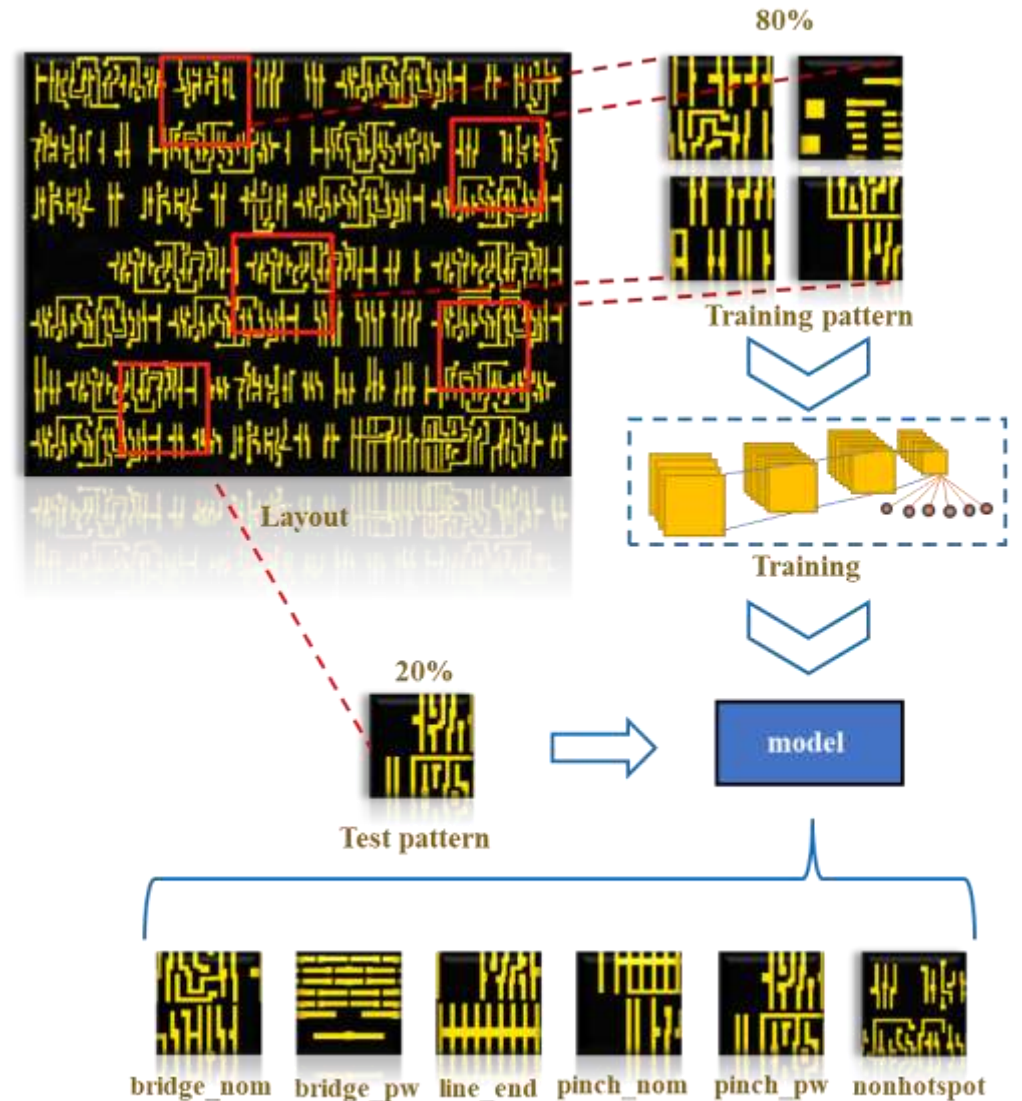 80%
Training pattern
Layout
Training
20%
model
Test pattern
bridge_nom bridge_pw line_end pinch_nom pinch_pw nonhotspot